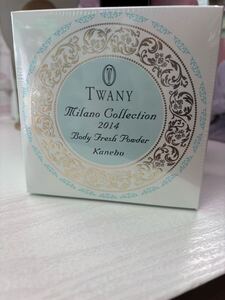 TWANY
Milano Collection
2014
Body Fresh Powder
Kanebo